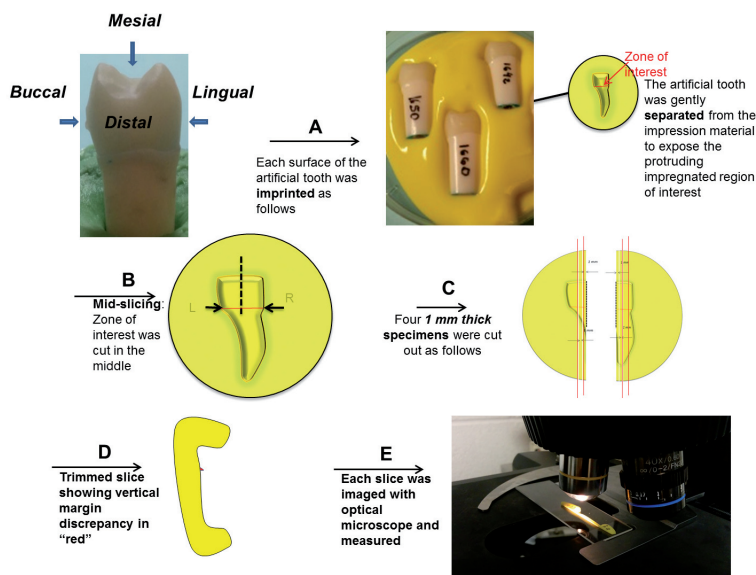 Mesial
Buccal
Lingual
Distal
A
Each surface of the
artificial tooth was
imprinted as
follows
1650
1660
Zone of
interest
The artificial tooth
was gently
separated from the
impression material
to expose the
protruding
impregnated region
of interest
B
Mid-slicing:
Zone of
interest was
cut in the
middle
L
R
C
Four 1 mm thick
specimens were cut
out as follows
D
Trimmed slice
showing vertical
margin
discrepancy in
“red”
E
Each slice was
imaged with
optical
microscope and
measured